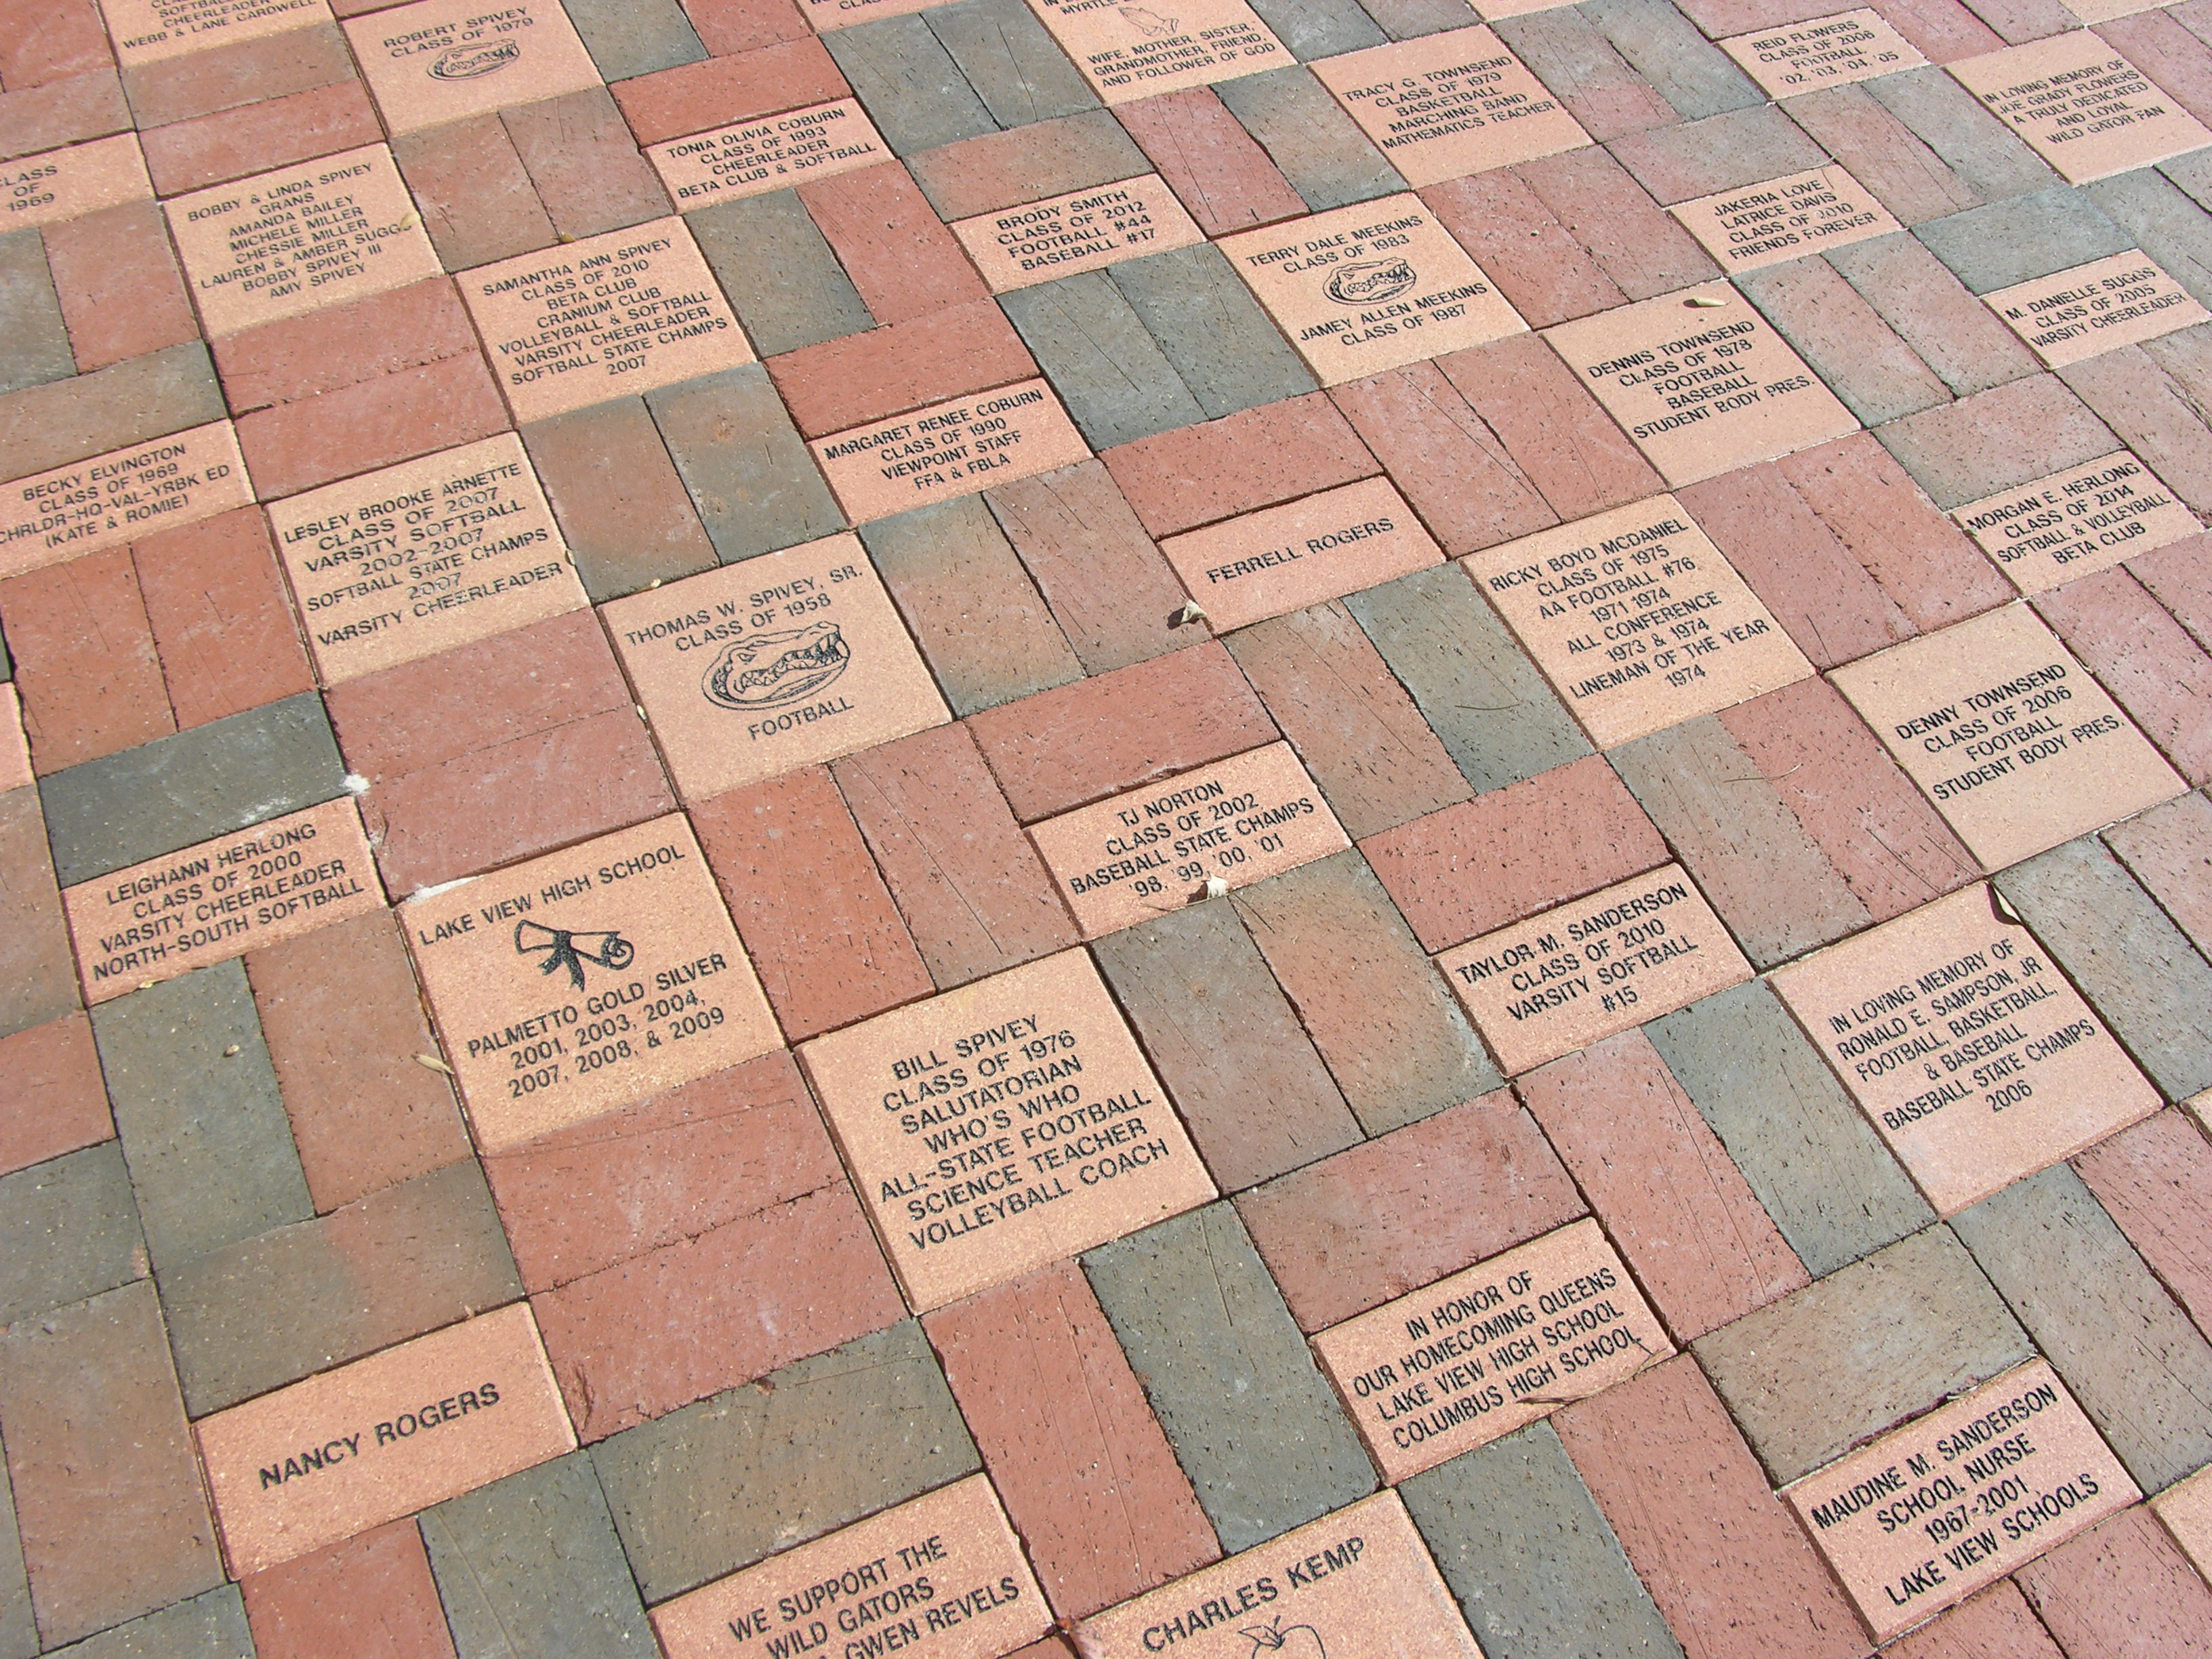 CHEERLEADER
WEBB & LANE CARDWELL
ROBERT SPIVEY
CLASS OF 1979
MYRTLE
WIFE, MOTHER, SISTER,
GRANDMOTHER, FRIEND,
AND FOLLOWER OF GOD
TRACY G. TOWNSEND
CLASS OF 1979
BASKETBALL
MARCHING BAND
MATHEMATICS TEACHER
REID FLOWERS
CLASS OF 2006
FOOTBALL
'02, '03, '04, '05
IN LOVING MEMORY OF
JOE GRADY FLOWERS
A TRULY DEDICATED
AND LOYAL
WILD GATOR FAN
CLASS
OF
1969
BOBBY & LINDA SPIVEY
GRANS
AMANDA BAILEY
MICHELE MILLER
CHESSIE MILLER
LAUREN & AMBER SUGGS
BOBBY SPIVEY III
AMY SPIVEY
TONIA OLIVIA COBURN
CLASS OF 1993
CHEERLEADER
BETA CLUB & SOFTBALL
BRODY SMITH
CLASS OF 2012
FOOTBALL #44
BASEBALL #17
JAKERIA LOVE
LATRICE DAVIS
CLASS OF 2010
FRIENDS FOREVER
SAMANTHA ANN SPIVEY
CLASS OF 2010
BETA CLUB
CRANIUM CLUB
VOLLEYBALL & SOFTBALL
VARSITY CHEERLEADER
SOFTBALL STATE CHAMPS
2007
TERRY DALE MEEKINS
CLASS OF 1983
JAMEY ALLEN MEEKINS
CLASS OF 1987
M. DANIELLE SUGGS
CLASS OF 2005
VARSITY CHEERLEADER
DENNIS TOWNSEND
CLASS OF 1978
FOOTBALL
BASEBALL
STUDENT BODY PRES.
MARGARET RENEE COBURN
CLASS OF 1990
VIEWPOINT STAFF
FFA & FBLA
BECKY ELVINGTON
CLASS OF 1969
CHRLDR-HQ-VAL-YRBK ED
(KATE & ROMIE)
LESLEY BROOKE ARNETTE
CLASS OF 2007
VARSITY SOFTBALL
2002-2007
SOFTBALL STATE CHAMPS
2007
VARSITY CHEERLEADER
FERRELL ROGERS
MORGAN E. HERLONG
CLASS OF 2014
SOFTBALL & VOLLEYBALL
BETA CLUB
THOMAS W. SPIVEY, SR.
CLASS OF 1958
FOOTBALL
RICKY BOYD MCDANIEL
CLASS OF 1975
AA FOOTBALL #76
1971 1974
ALL CONFERENCE
1973 & 1974
LINEMAN OF THE YEAR
1974
DENNY TOWNSEND
CLASS OF 2006
FOOTBALL
STUDENT BODY PRES.
TJ NORTON
CLASS OF 2002
BASEBALL STATE CHAMPS
'98, '99, '00, '01
LEIGHANN HERLONG
CLASS OF 2000
VARSITY CHEERLEADER
NORTH-SOUTH SOFTBALL
LAKE VIEW HIGH SCHOOL
PALMETTO GOLD/SILVER
2001, 2003, 2004,
2007, 2008, & 2009
TAYLOR M. SANDERSON
CLASS OF 2010
VARSITY SOFTBALL
#15
IN LOVING MEMORY OF
RONALD E. SAMPSON, JR
FOOTBALL, BASKETBALL,
& BASEBALL
BASEBALL STATE CHAMPS
2006
BILL SPIVEY
CLASS OF 1976
SALUTATORIAN
WHO'S WHO
ALL-STATE FOOTBALL
SCIENCE TEACHER
VOLLEYBALL COACH
IN HONOR OF
OUR HOMECOMING QUEENS
LAKE VIEW HIGH SCHOOL
COLUMBUS HIGH SCHOOL
NANCY ROGERS
MAUDINE M. SANDERSON
SCHOOL NURSE
1967-2001
LAKE VIEW SCHOOLS
WE SUPPORT THE
WILD GATORS
GWEN REVELS
CHARLES KEMP